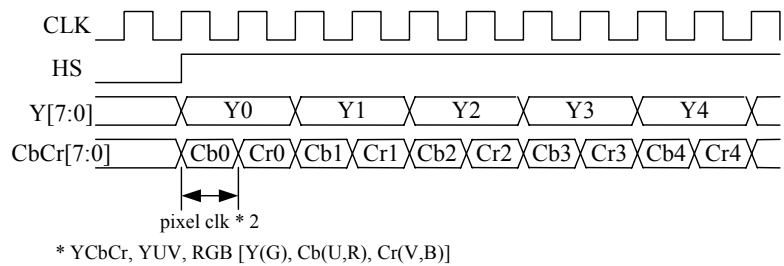 CLK
HS
Y[7:0] Y0 Y1 Y2 Y3 Y4
CbCr[7:0] Cb0 Cr0 Cb1 Cr1 Cb2 Cr2 Cb3 Cr3 Cb4 Cr4
pixel clk * 2
* YCbCr, YUV, RGB [Y(G), Cb(U,R), Cr(V,B)]